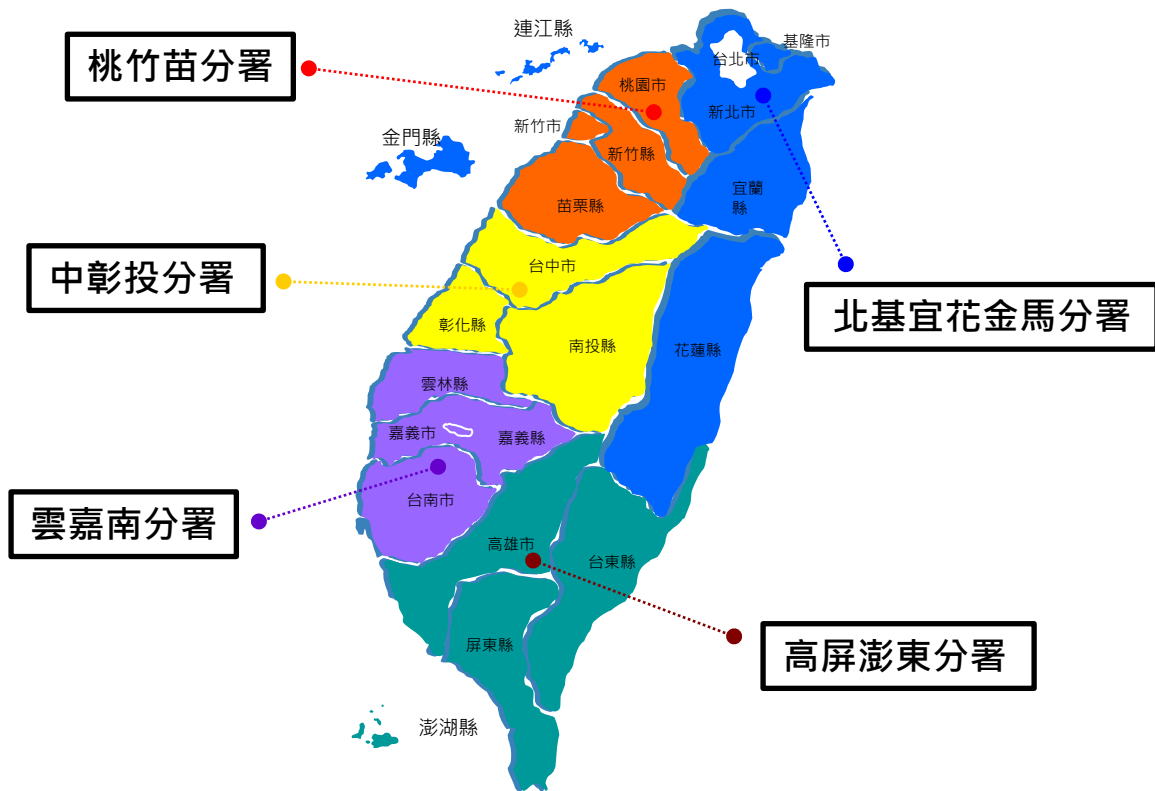 連江縣
基隆市
台北市
桃竹苗分署
桃園市
新北市
新竹市
金門縣
新竹縣
宜蘭
縣
苗栗縣
中彰投分署
台中市
北基宜花金馬分署
彰化縣
南投縣
花蓮縣
雲林縣
嘉義市
嘉義縣
雲嘉南分署
台南市
高雄市
台東縣
屏東縣
高屏澎東分署
澎湖縣